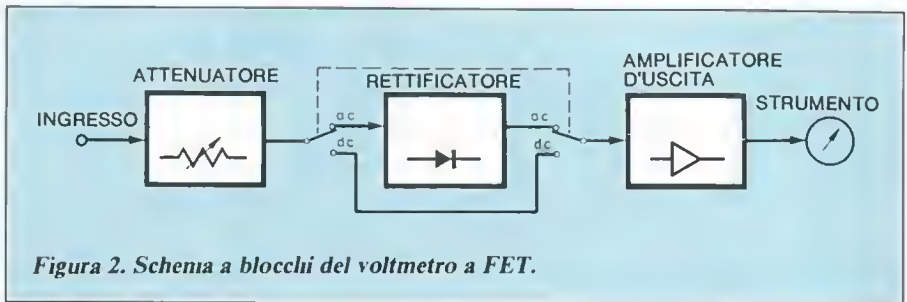 INGRESSO
ATTENUATORE
ac
dc
RETTIFICATORE
ac
dc
AMPLIFICATORE
D'USCITA
STRUMENTO
Figura 2. Schema a blocchi del voltmetro a FET.